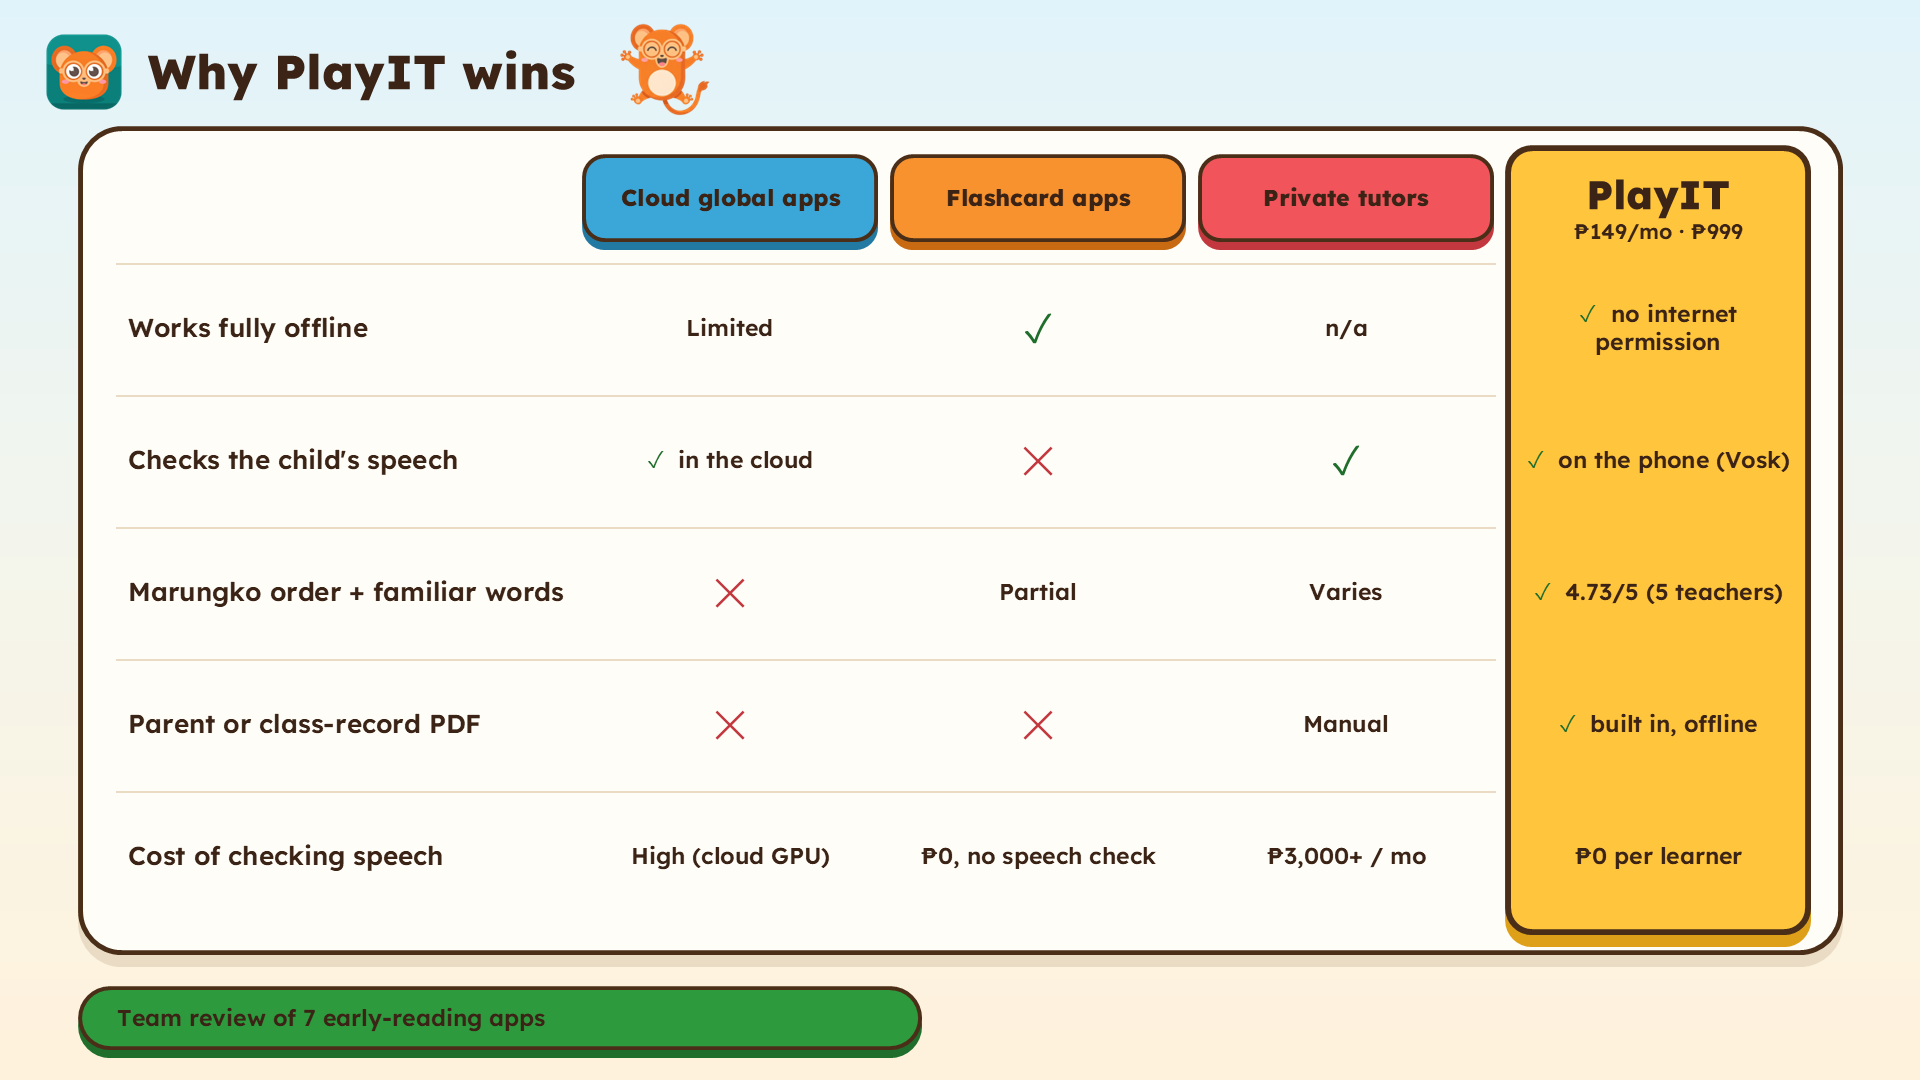 Why PlayIT wins
Cloud global apps
Flashcard apps
Private tutors
PlayIT
₱149/mo · ₱999
Works fully offline
Limited
✓
n/a
✓ no internet
permission
Checks the child's speech
✓ in the cloud
✕
✓
✓ on the phone (Vosk)
Marungko order + familiar words
✕
Partial
Varies
✓ 4.73/5 (5 teachers)
Parent or class-record PDF
✕
✕
Manual
✓ built in, offline
Cost of checking speech
High (cloud GPU)
₱0, no speech check
₱3,000+ / mo
₱0 per learner
Team review of 7 early-reading apps